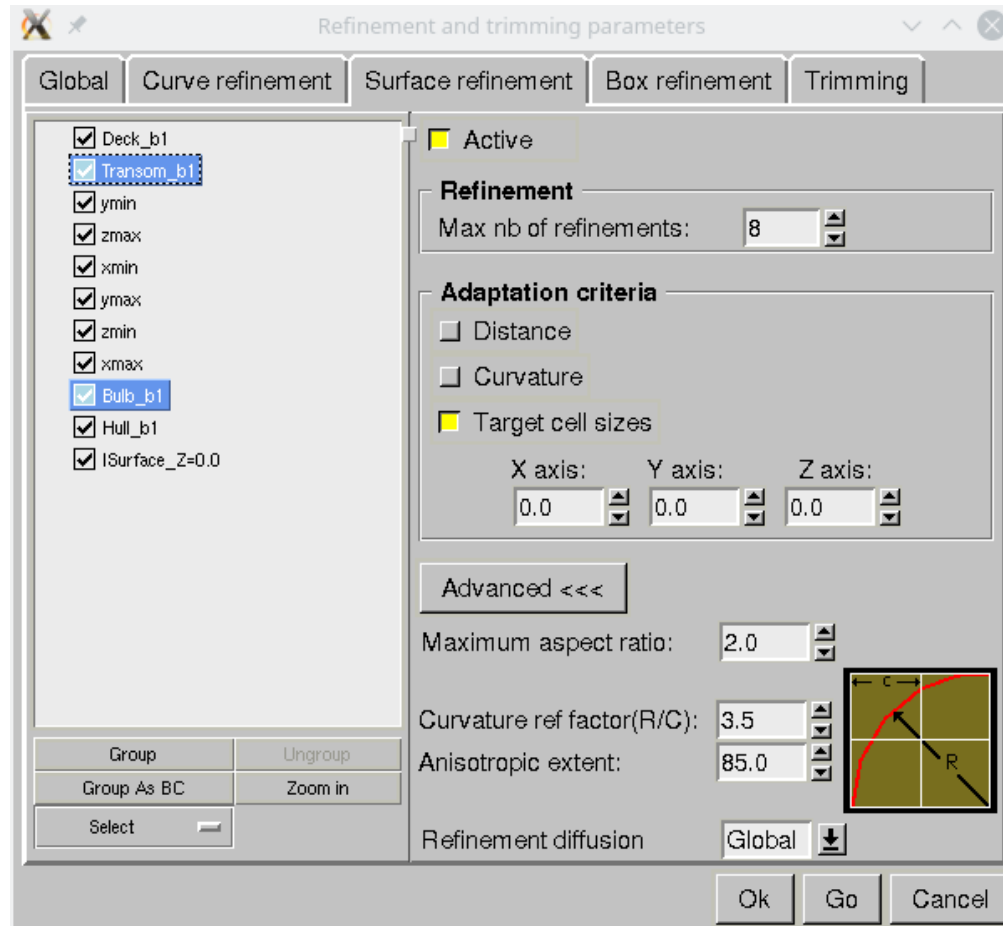 Refinement and trimming parameters
Global Curve refinement Surface refinement Box refinement Trimming
Deck_b1
Transom_b1
ymin
zmax
xmin
ymax
zmin
xmax
Bulb_b1
Hull_b1
ISurface_Z=0.0
Group Ungroup
Group As BC Zoom in
Select
Active
Refinement
Max nb of refinements: 8
Adaptation criteria
Distance
Curvature
Target cell sizes
X axis: Y axis: Z axis:
0.0 0.0 0.0
Advanced <<<
Maximum aspect ratio: 2.0
Curvature ref factor(R/C): 3.5
Anisotropic extent: 85.0
C
R
Refinement diffusion Global
Ok Go Cancel